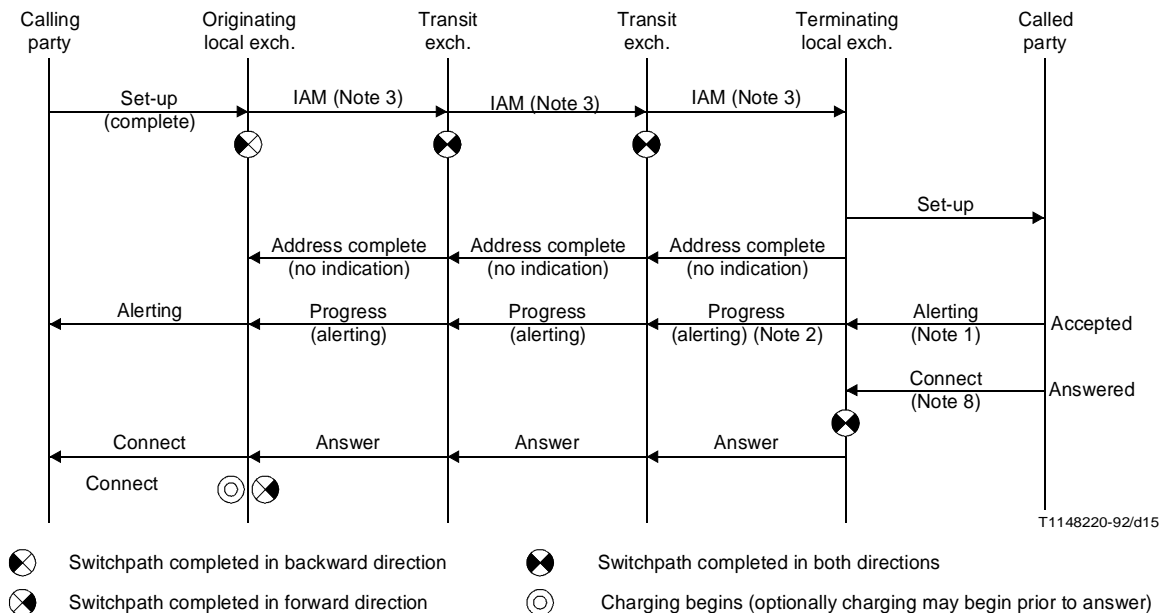 Calling party
Originating local exch.
Transit exch.
Transit exch.
Terminating local exch.
Called party
Set-up (complete)
IAM (Note 3)
IAM (Note 3)
IAM (Note 3)
Set-up
Address complete (no indication)
Address complete (no indication)
Address complete (no indication)
Alerting
Progress (alerting)
Progress (alerting)
Progress (alerting) (Note 2)
Alerting (Note 1)
Accepted
Connect (Note 8)
Answered
Connect
Answer
Answer
Answer
Connect
T1148220-92/d15
Switchpath completed in backward direction
Switchpath completed in both directions
Switchpath completed in forward direction
Charging begins (optionally charging may begin prior to answer)